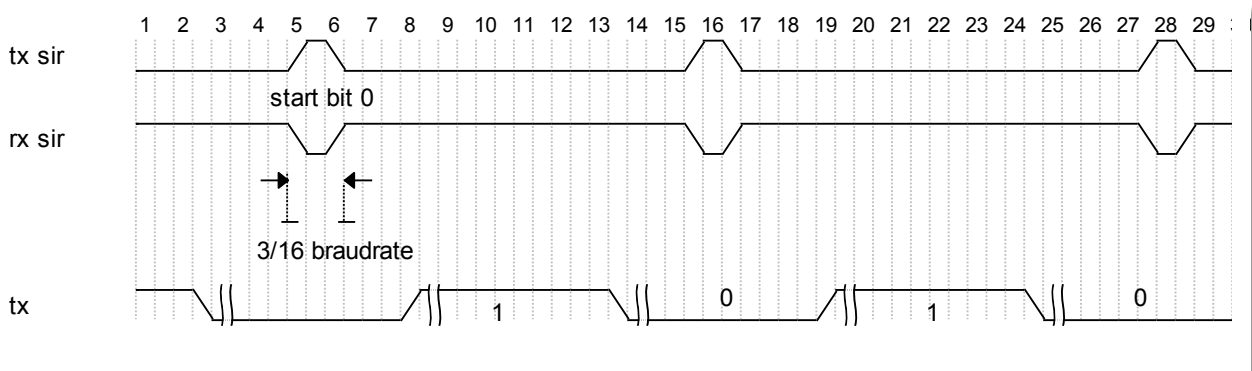 1 2 3 4 5 6 7 8 9 10 11 12 13 14 15 16 17 18 19 20 21 22 23 24 25 26 27 28 29
tx sir
start bit 0
rx sir
3/16 braudrate
tx 1 0 1 0